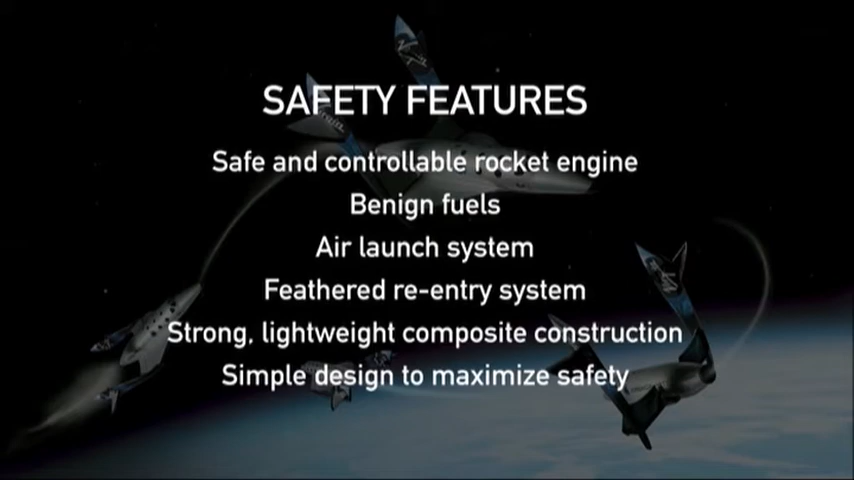 SAFETY FEATURES
Safe and controllable rocket engine
Benign fuels
Air launch system
Feathered re-entry system
Strong, lightweight composite construction
Simple design to maximize safety